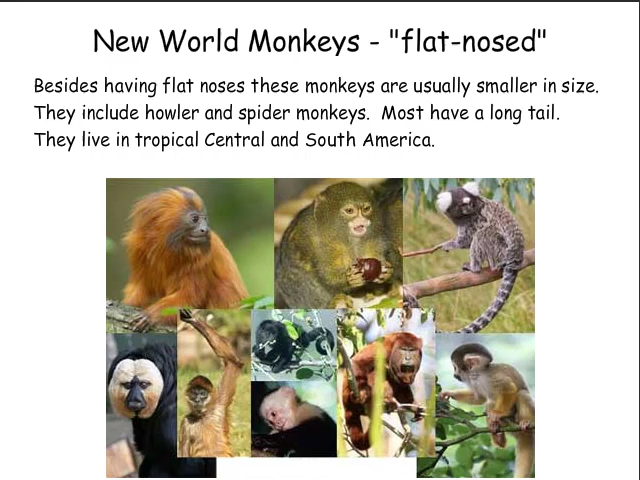 New World Monkeys - "flat-nosed"
Besides having flat noses these monkeys are usually smaller in size.
They include howler and spider monkeys.  Most have a long tail.
They live in tropical Central and South America.